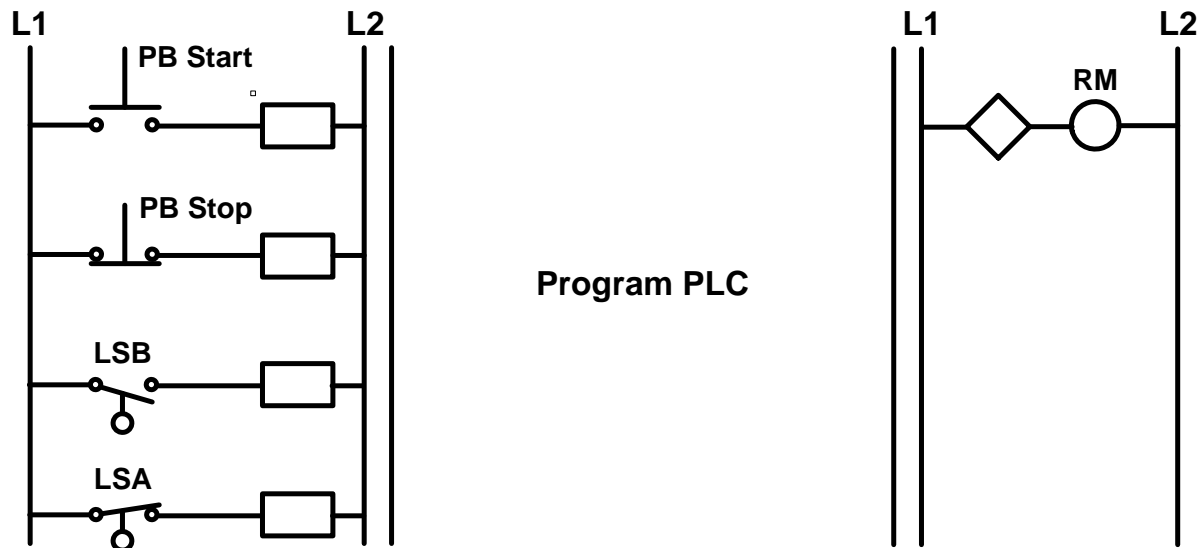 L1
L2
PB Start
PB Stop
LSB
LSA
Program PLC
L1
L2
RM